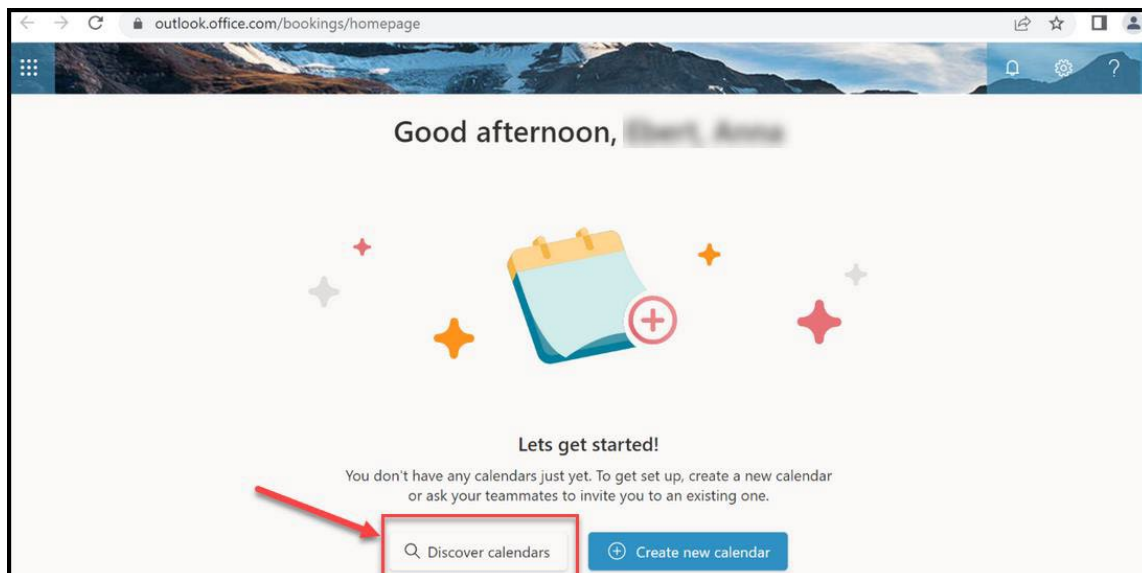 outlook.office.com/bookings/homepage
?
Good afternoon,
Lets get started!
You don't have any calendars just yet. To get set up, create a new calendar
or ask your teammates to invite you to an existing one.
Discover calendars
Create new calendar